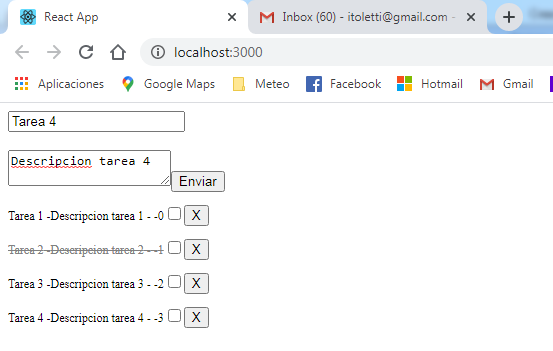 React App
Inbox (60) - itoletti@gmail.com -
localhost:3000
Aplicaciones Google Maps Meteo Facebook Hotmail Gmail
Tarea 4
Descripcion tarea 4
Enviar
Tarea 1 -Descripcion tarea 1 - -0 X
Tarea 2 -Descripcion tarea 2 - -1 X
Tarea 3 -Descripcion tarea 3 - -2 X
Tarea 4 -Descripcion tarea 4 - -3 X